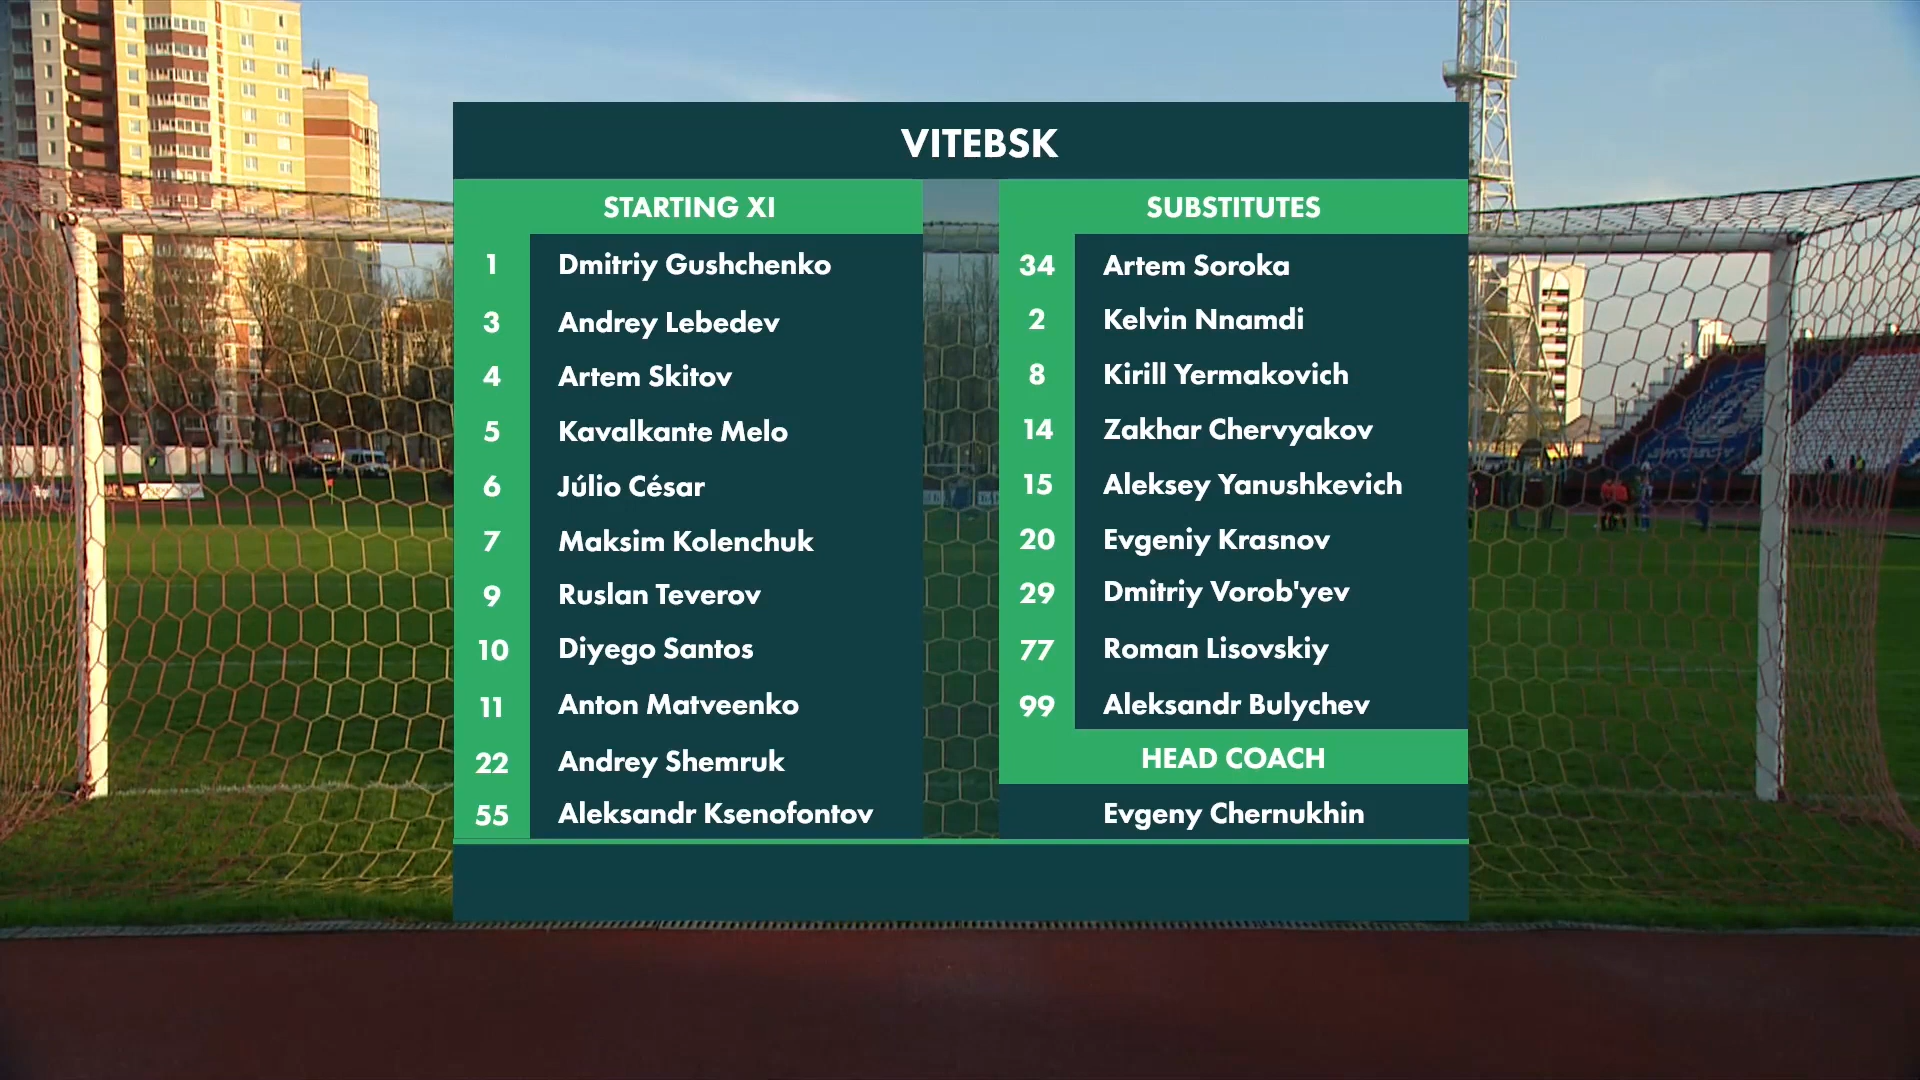 VITEBSK
STARTING XI
1 Dmitriy Gushchenko
3 Andrey Lebedev
4 Artem Skitov
5 Kavalkante Melo
6 Júlio César
7 Maksim Kolenchuk
9 Ruslan Teverov
10 Diyego Santos
11 Anton Matveenko
22 Andrey Shemruk
55 Aleksandr Ksenofontov
SUBSTITUTES
34 Artem Soroka
2 Kelvin Nnamdi
8 Kirill Yermakovich
14 Zakhar Chervyakov
15 Aleksey Yanushkevich
20 Evgeniy Krasnov
29 Dmitriy Vorob'yev
77 Roman Lisovskiy
99 Aleksandr Bulychev
HEAD COACH
Evgeny Chernukhin